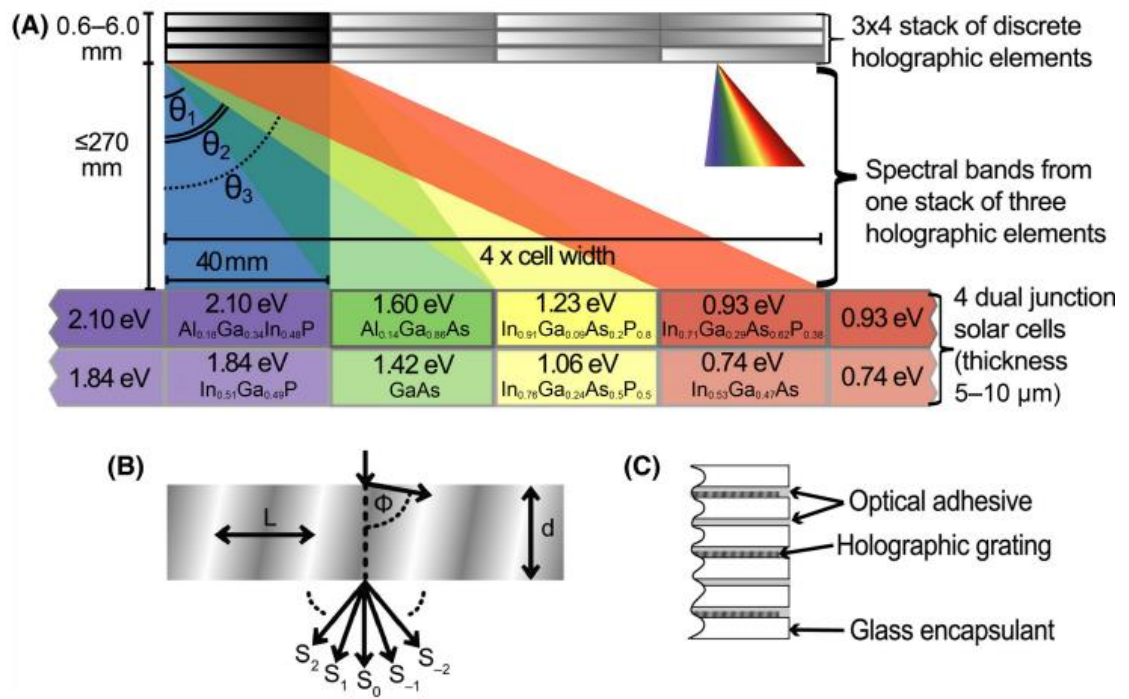 (A)
0.6–6.0
mm
3x4 stack of discrete
holographic elements
θ1
θ2
θ3
≤270
mm
Spectral bands from
one stack of three
holographic elements
4 x cell width
40 mm
2.10 eV
2.10 eV
Al0.18Ga0.34In0.48P
1.60 eV
Al0.14Ga0.86As
1.23 eV
In0.91Ga0.09As0.2P0.8
0.93 eV
In0.71Ga0.29As0.62P0.38
0.93 eV
1.84 eV
1.84 eV
In0.51Ga0.49P
1.42 eV
GaAs
1.06 eV
In0.76Ga0.24As0.5P0.5
0.74 eV
In0.53Ga0.47As
0.74 eV
4 dual junction
solar cells
(thickness
5–10 µm)
(B)
L
Φ
d
S2
S1
S0
S–1
S–2
(C)
Optical adhesive
Holographic grating
Glass encapsulant